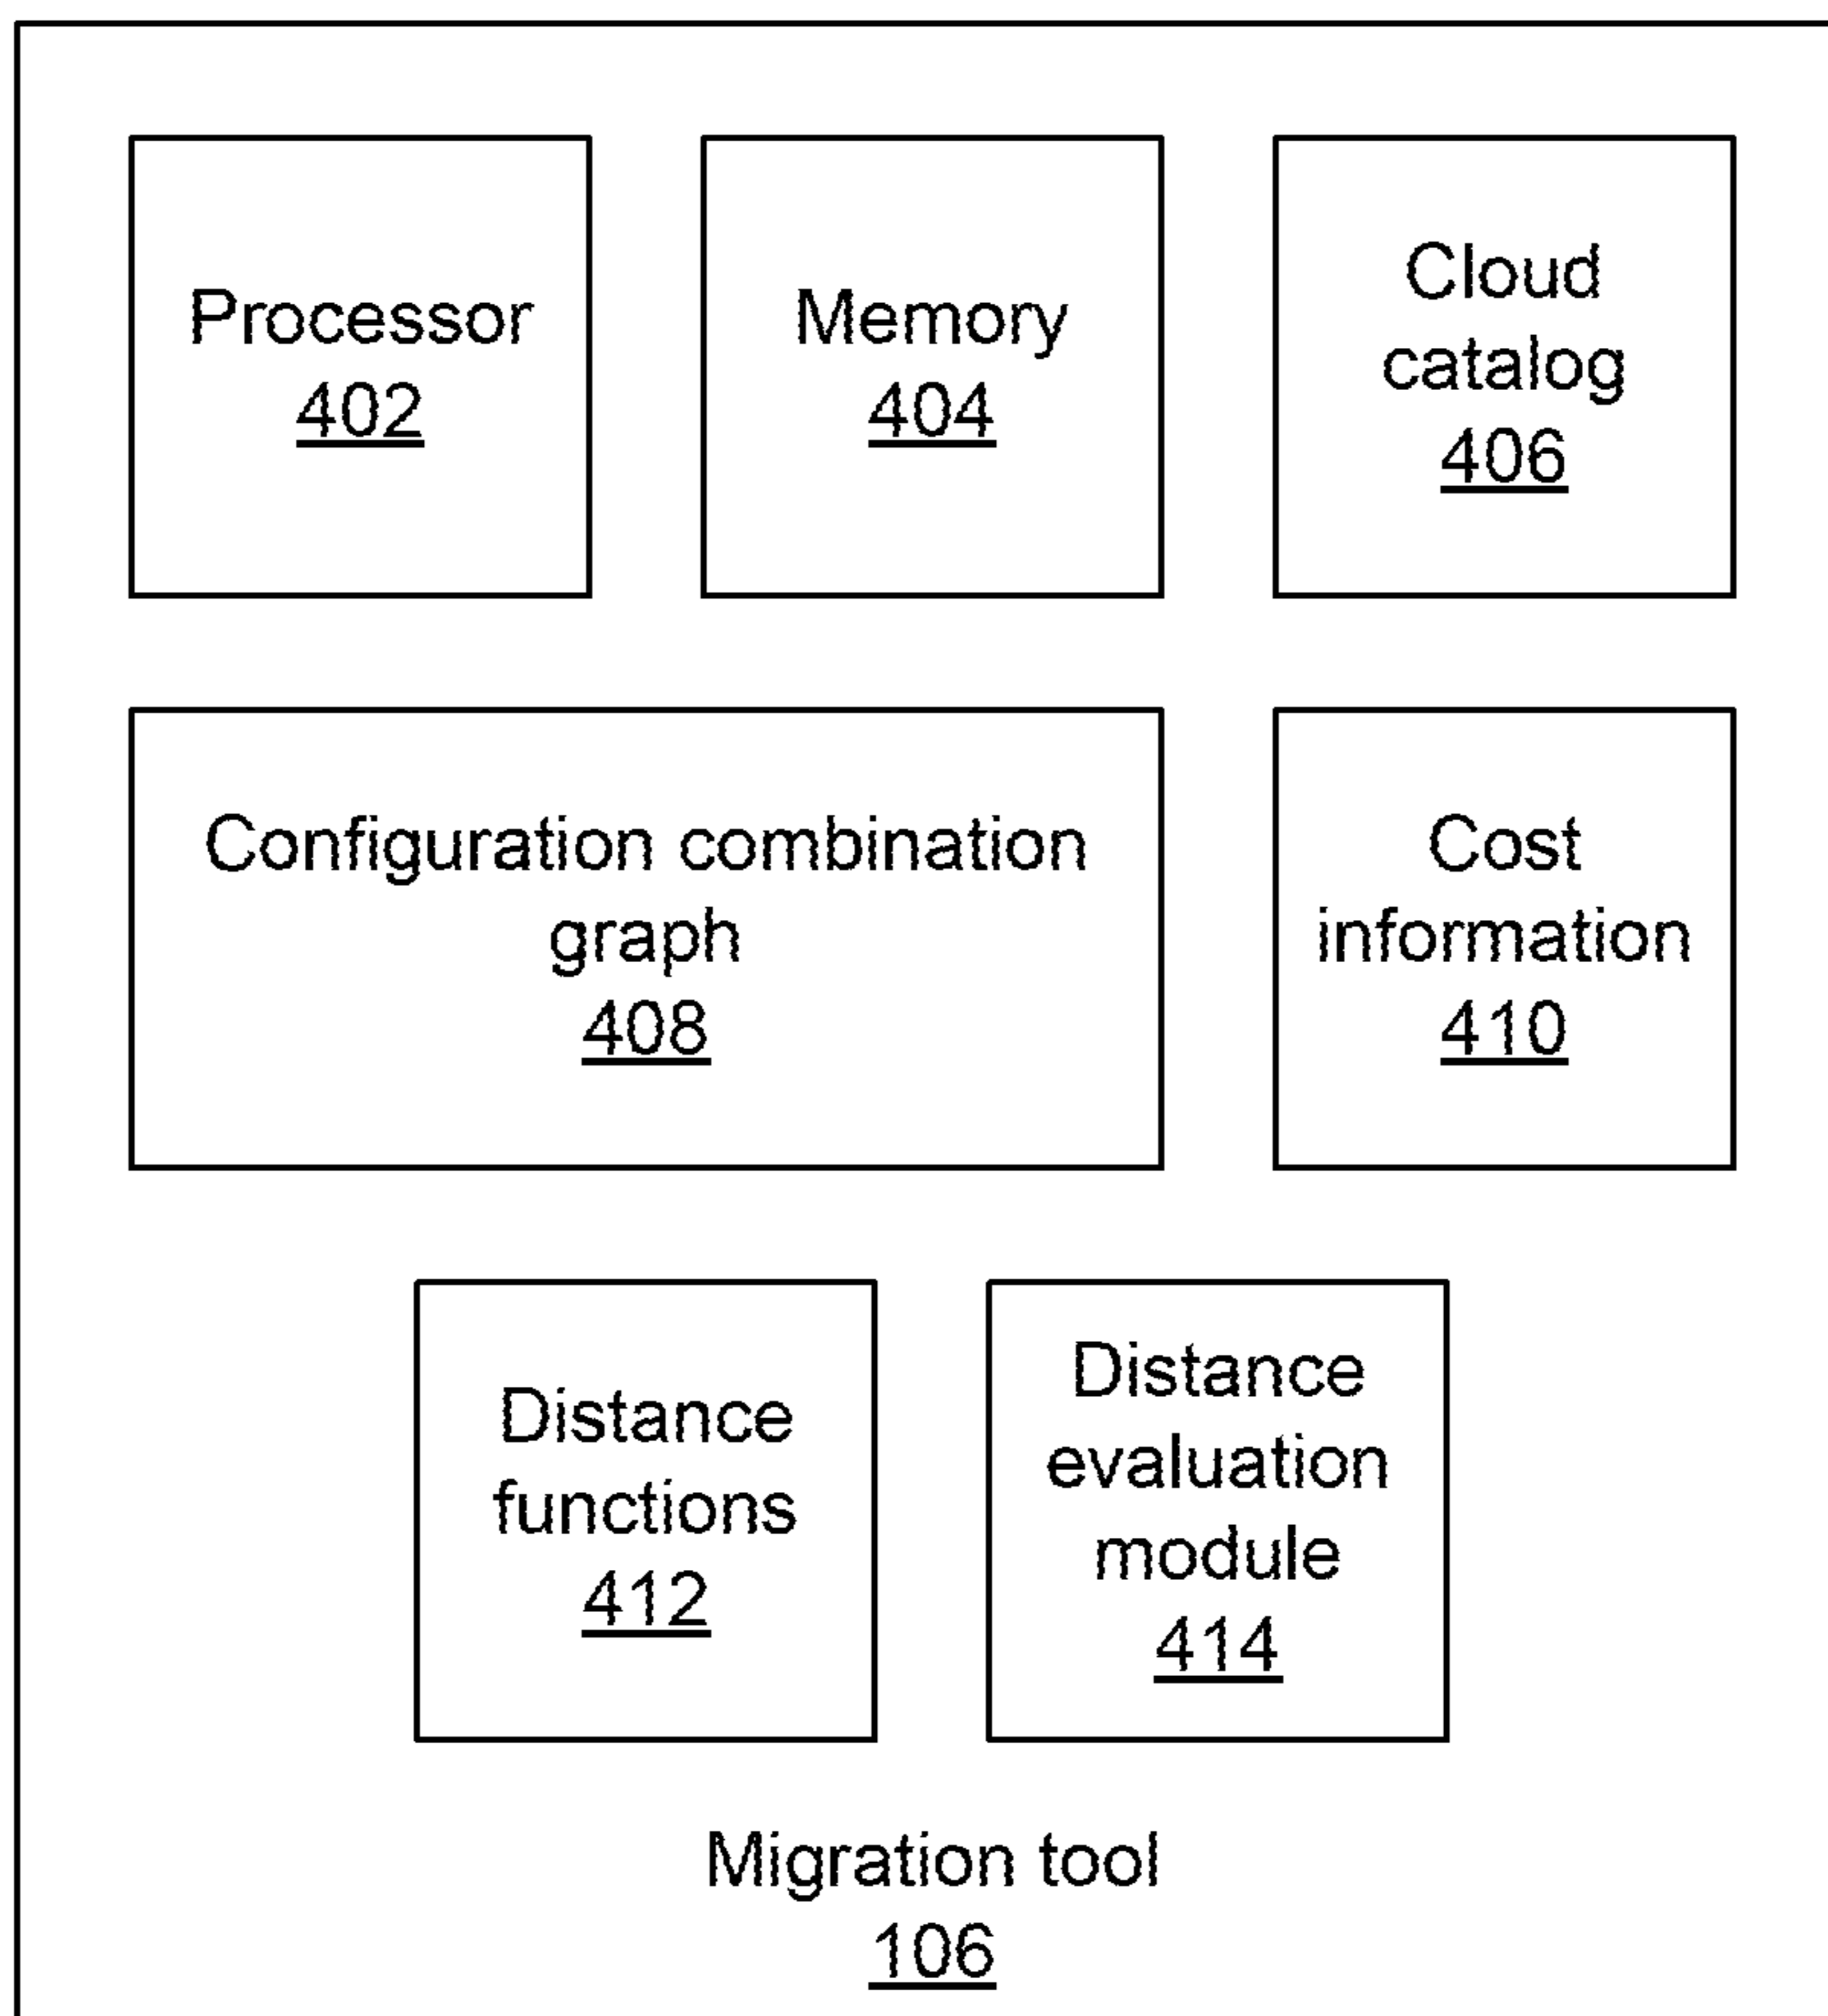 Processor
402
Memory
404
Cloud
catalog
406
Configuration combination
graph
408
Cost
information
410
Distance
functions
412
Distance
evaluation
module
414
Migration tool
106